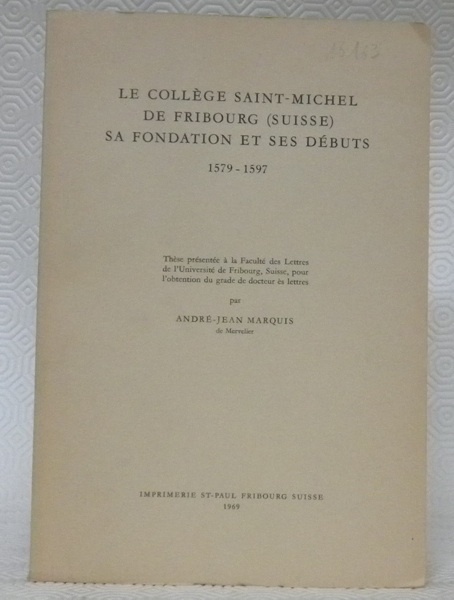 LE COLLÈGE SAINT-MICHEL
DE FRIBOURG (SUISSE)
SA FONDATION ET SES DÉBUTS
1579 - 1597
Thèse présentée à la Faculté des Lettres
de l'Université de Fribourg, Suisse, pour
l'obtention du grade de docteur ès lettres
par
ANDRÉ-JEAN MARQUIS
de Mervelier
IMPRIMERIE ST-PAUL FRIBOURG SUISSE
1969